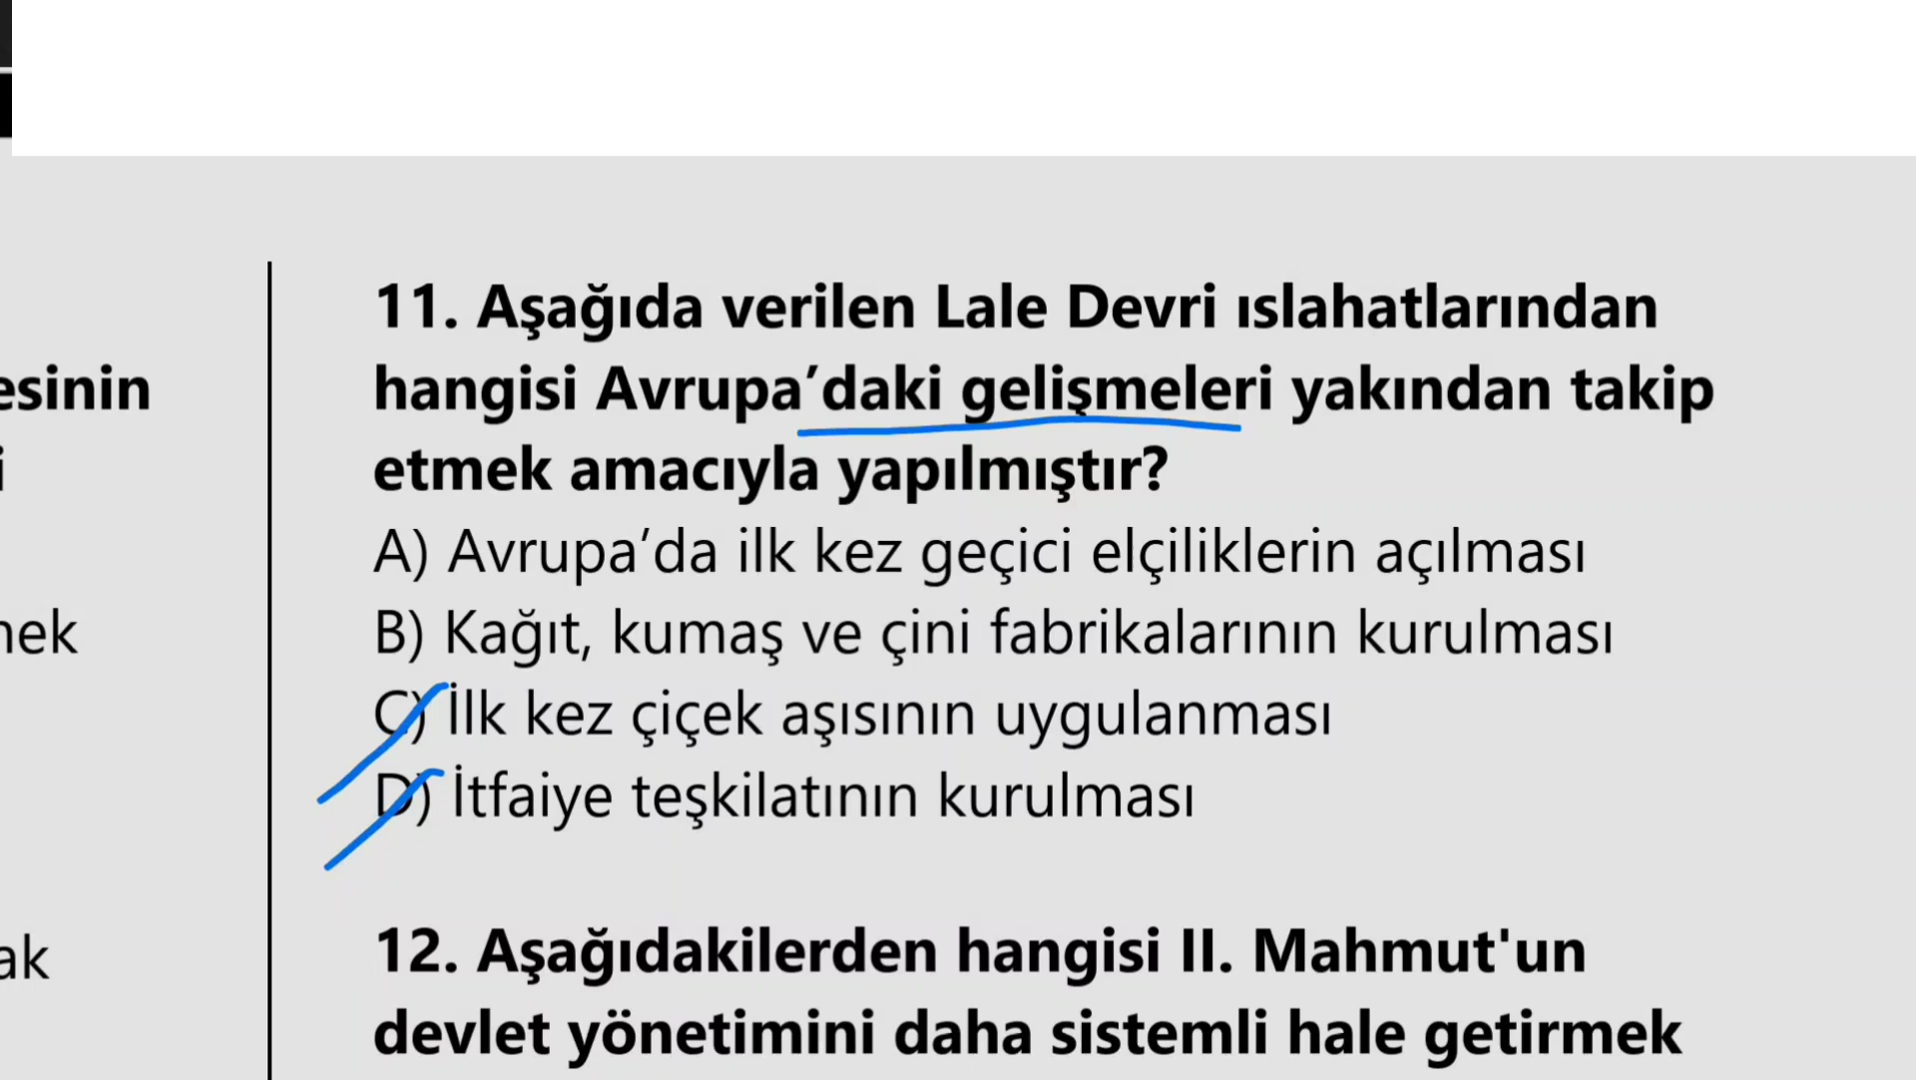 esinin
i
nek
ak
11. Aşağıda verilen Lale Devri ıslahatlarından
hangisi Avrupa’daki gelişmeleri yakından takip
etmek amacıyla yapılmıştır?
A) Avrupa’da ilk kez geçici elçiliklerin açılması
B) Kağıt, kumaş ve çini fabrikalarının kurulması
C) İlk kez çiçek aşısının uygulanması
D) İtfaiye teşkilatının kurulması
12. Aşağıdakilerden hangisi II. Mahmut'un
devlet yönetimini daha sistemli hale getirmek